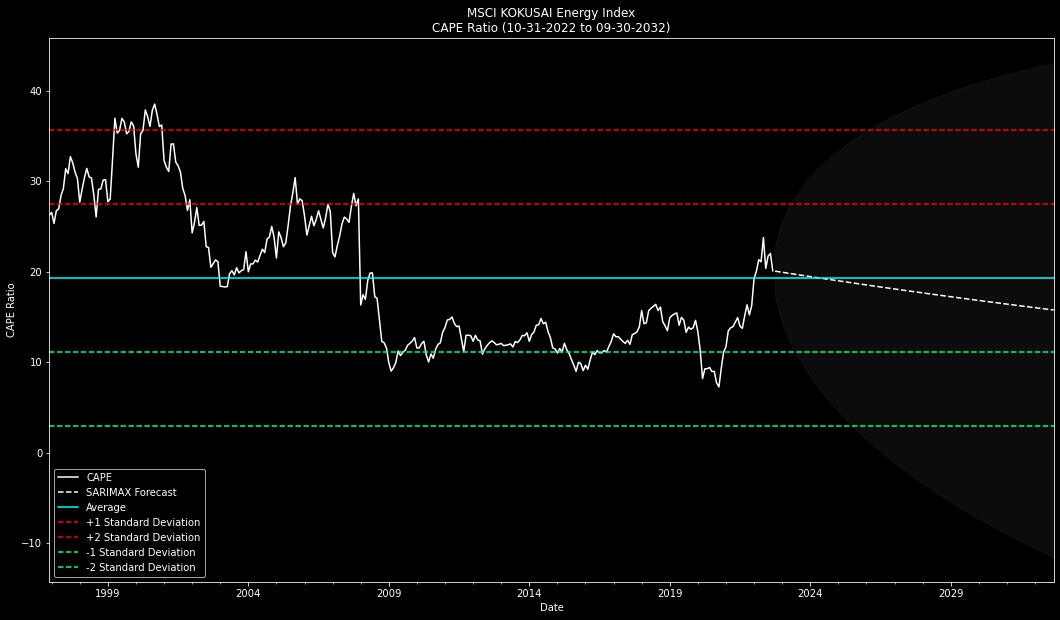 MSCI KOKUSAI Energy Index
CAPE Ratio (10-31-2022 to 09-30-2032)
CAPE Ratio
40
30
20
10
0
−10
CAPE
SARIMAX Forecast
Average
+1 Standard Deviation
+2 Standard Deviation
-1 Standard Deviation
-2 Standard Deviation
1999 2004 2009 2014 2019 2024 2029
Date